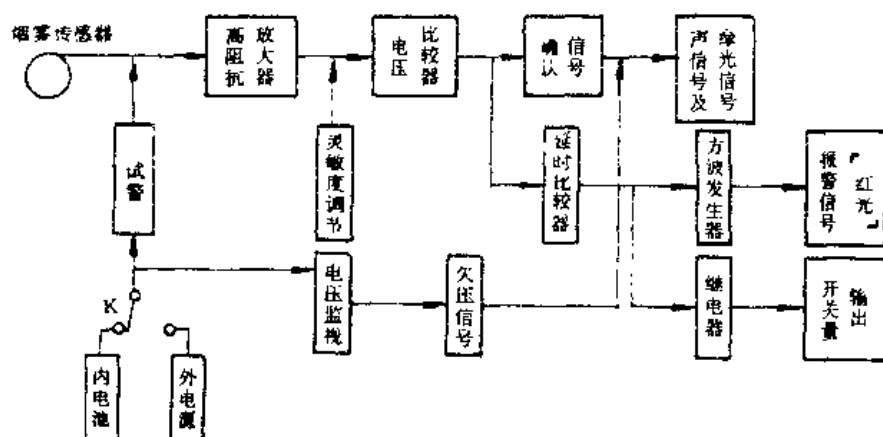 烟雾传感器
高阻抗
放大器
电压
比较器
确认
信号
声信号及
绿光信号
试警
灵敏度调节
延时比较器
方波发生器
报警信号
「红光」
K
电压监视
欠压信号
继电器
开关量
输出
内电池
外电源